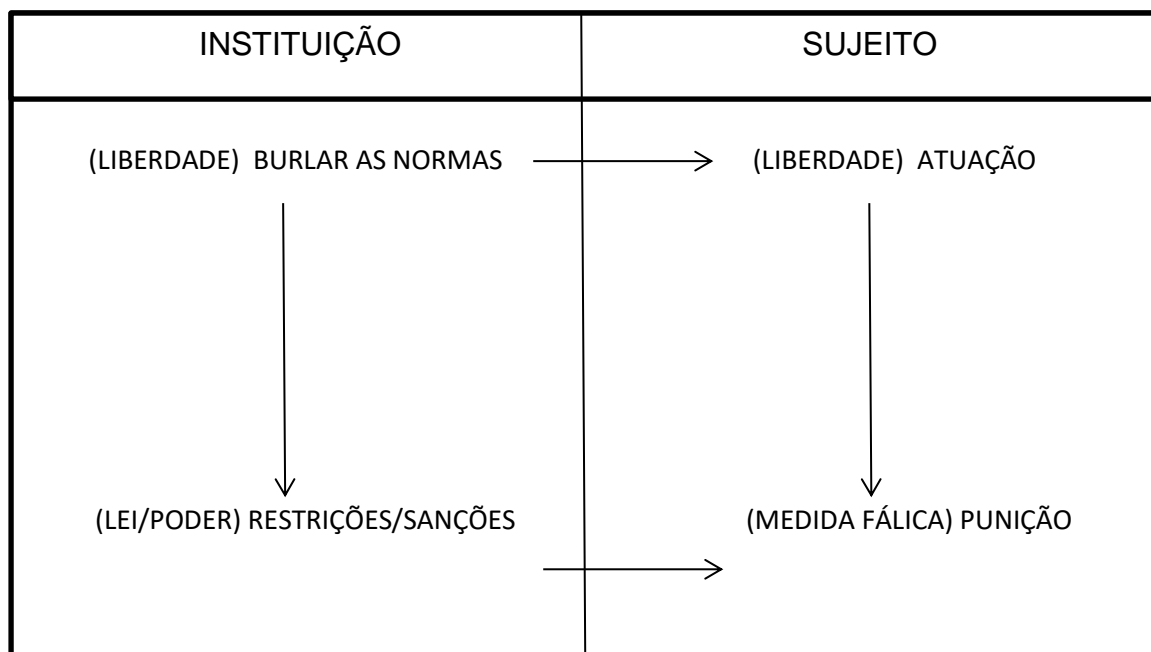 INSTITUIÇÃO
SUJEITO
(LIBERDADE) BURLAR AS NORMAS
(LIBERDADE) ATUAÇÃO
(LEI/PODER) RESTRIÇÕES/SANÇÕES
(MEDIDA FÁLICA) PUNIÇÃO